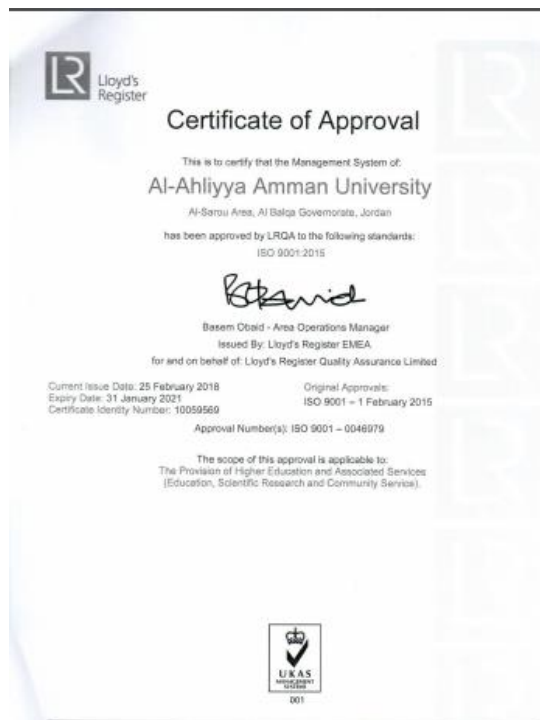 LR
Lloyd's
Register
Certificate of Approval
This is to certify that the Management System of:
Al-Ahliyya Amman University
Al-Sarou Area, Al Balqa Governorate, Jordan
has been approved by LRQA to the following standards:
ISO 9001:2015
Basem Obaid - Area Operations Manager
Issued By: Lloyd's Register EMEA
for and on behalf of: Lloyd's Register Quality Assurance Limited
Current Issue Date: 25 February 2018
Expiry Date: 31 January 2021
Certificate Identity Number: 10059569
Original Approvals:
ISO 9001 – 1 February 2015
Approval Number(s): ISO 9001 – 0046979
The scope of this approval is applicable to:
The Provision of Higher Education and Associated Services
(Education, Scientific Research and Community Service).
UKAS
MANAGEMENT
SYSTEMS
001